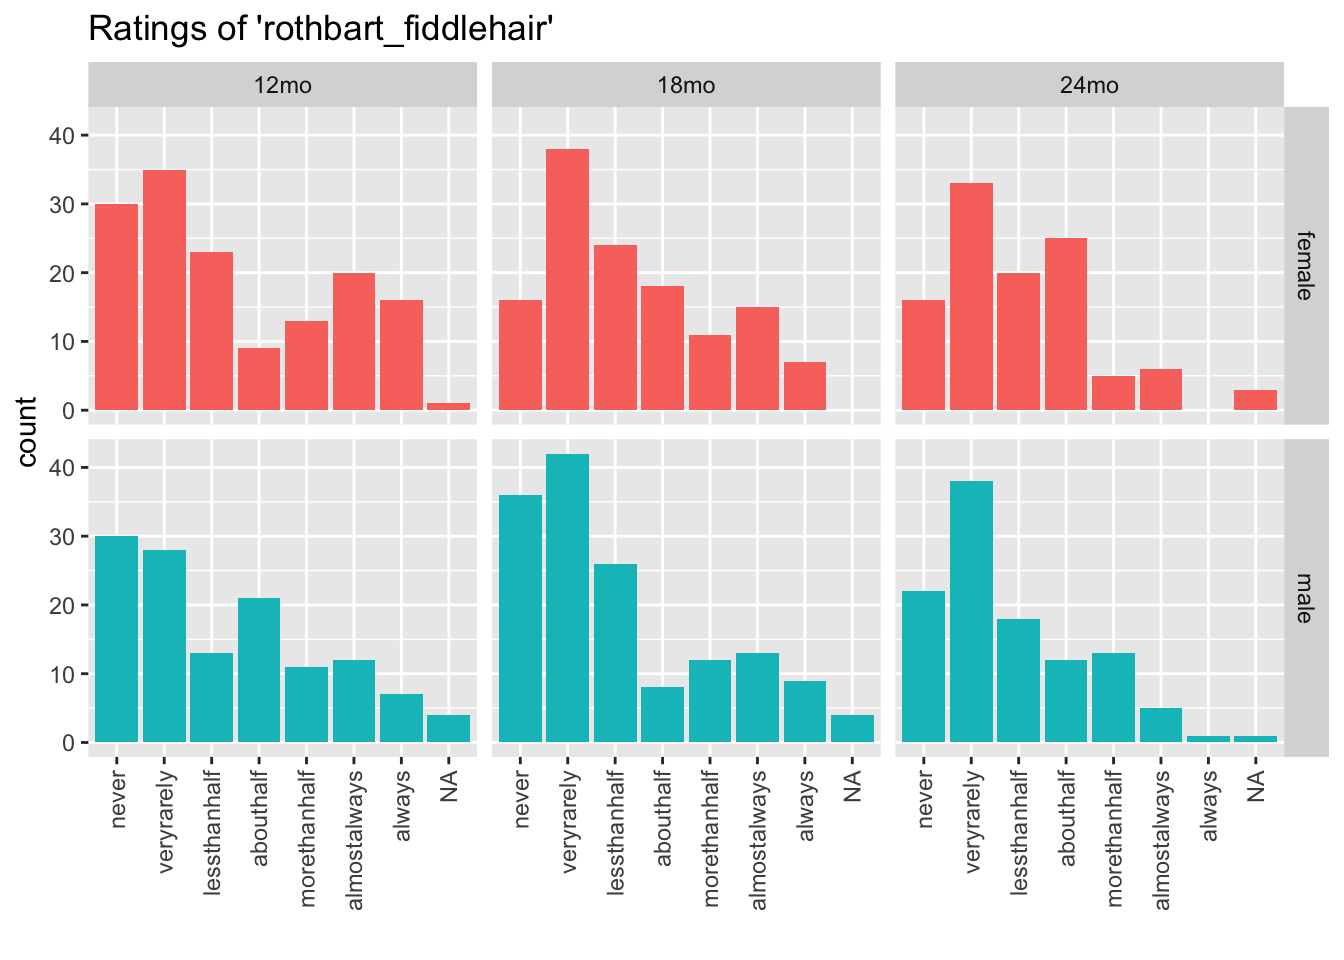 Ratings of 'rothbart_fiddlehair'
12mo 18mo 24mo
40
30
20
10
0
female
count
40
30
20
10
0
male
never veryrarely lessthanhalf abouthalf morethanhalf almostalways always NA never veryrarely lessthanhalf abouthalf morethanhalf almostalways always NA never veryrarely lessthanhalf abouthalf morethanhalf almostalways always NA